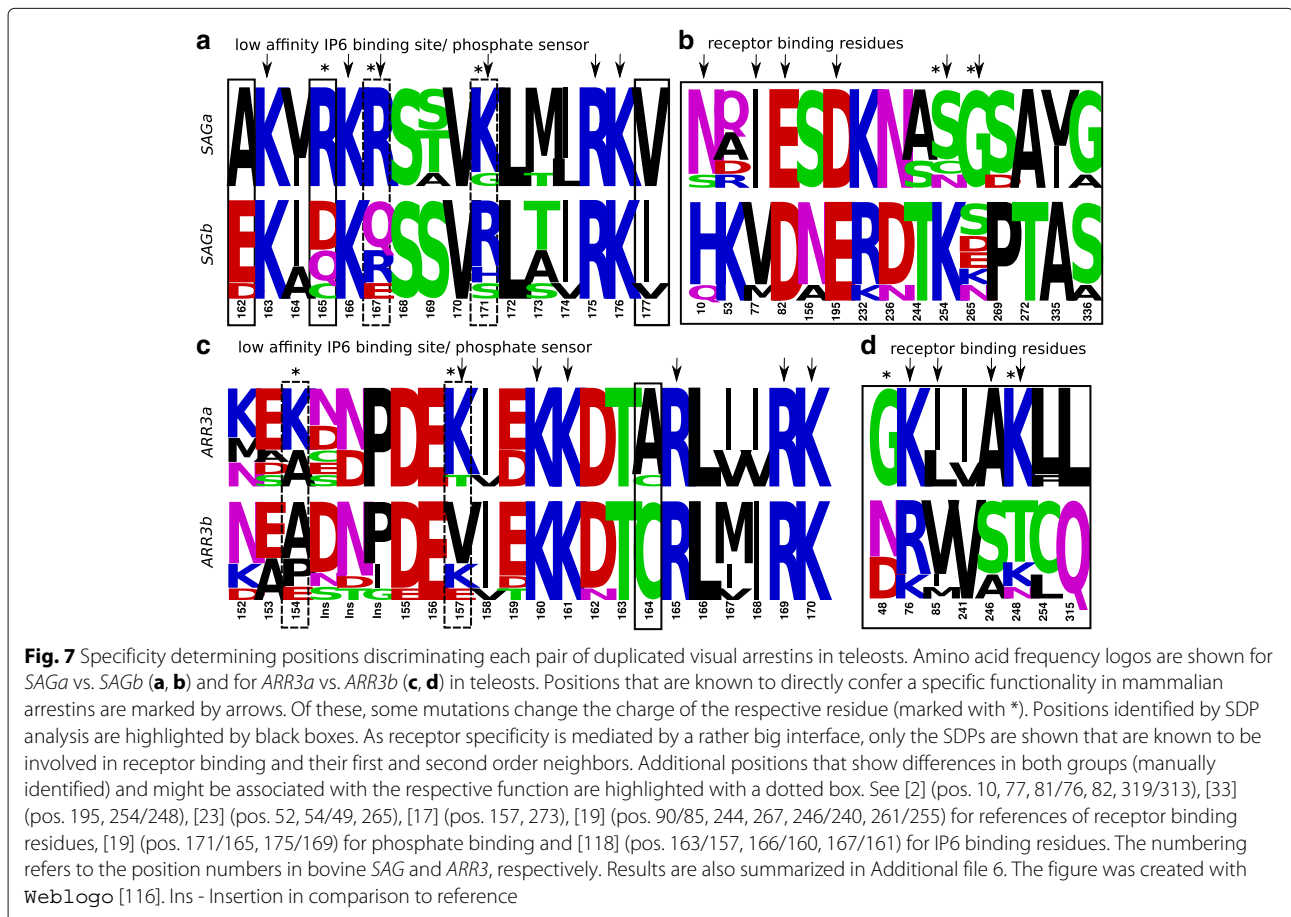 a low affinity IP6 binding site/ phosphate sensor
b receptor binding residues
SAGa
SAGb
162 163 164 165 166 167 168 169 170 171 172 173 174 175 176 177
10 53 77 82 156 195 232 236 244 254 265 269 272 335 336
c low affinity IP6 binding site/ phosphate sensor
d receptor binding residues
ARR3a
ARR3b
152 153 154 Ins Ins Ins 155 156 157 158 159 160 161 162 163 164 165 166 167 168 169 170
48 76 85 241 246 248 254 315
Fig. 7 Specificity determining positions discriminating each pair of duplicated visual arrestins in teleosts. Amino acid frequency logos are shown for
SAGa vs. SAGb (a, b) and for ARR3a vs. ARR3b (c, d) in teleosts. Positions that are known to directly confer a specific functionality in mammalian
arrestins are marked by arrows. Of these, some mutations change the charge of the respective residue (marked with *). Positions identified by SDP
analysis are highlighted by black boxes. As receptor specificity is mediated by a rather big interface, only the SDPs are shown that are known to be
involved in receptor binding and their first and second order neighbors. Additional positions that show differences in both groups (manually
identified) and might be associated with the respective function are highlighted with a dotted box. See [2] (pos. 10, 77, 81/76, 82, 319/313), [33]
(pos. 195, 254/248), [23] (pos. 52, 54/49, 265), [17] (pos. 157, 273), [19] (pos. 90/85, 244, 267, 246/240, 261/255) for references of receptor binding
residues, [19] (pos. 171/165, 175/169) for phosphate binding and [118] (pos. 163/157, 166/160, 167/161) for IP6 binding residues. The numbering
refers to the position numbers in bovine SAG and ARR3, respectively. Results are also summarized in Additional file 6. The figure was created with
Weblogo [116]. Ins - Insertion in comparison to reference